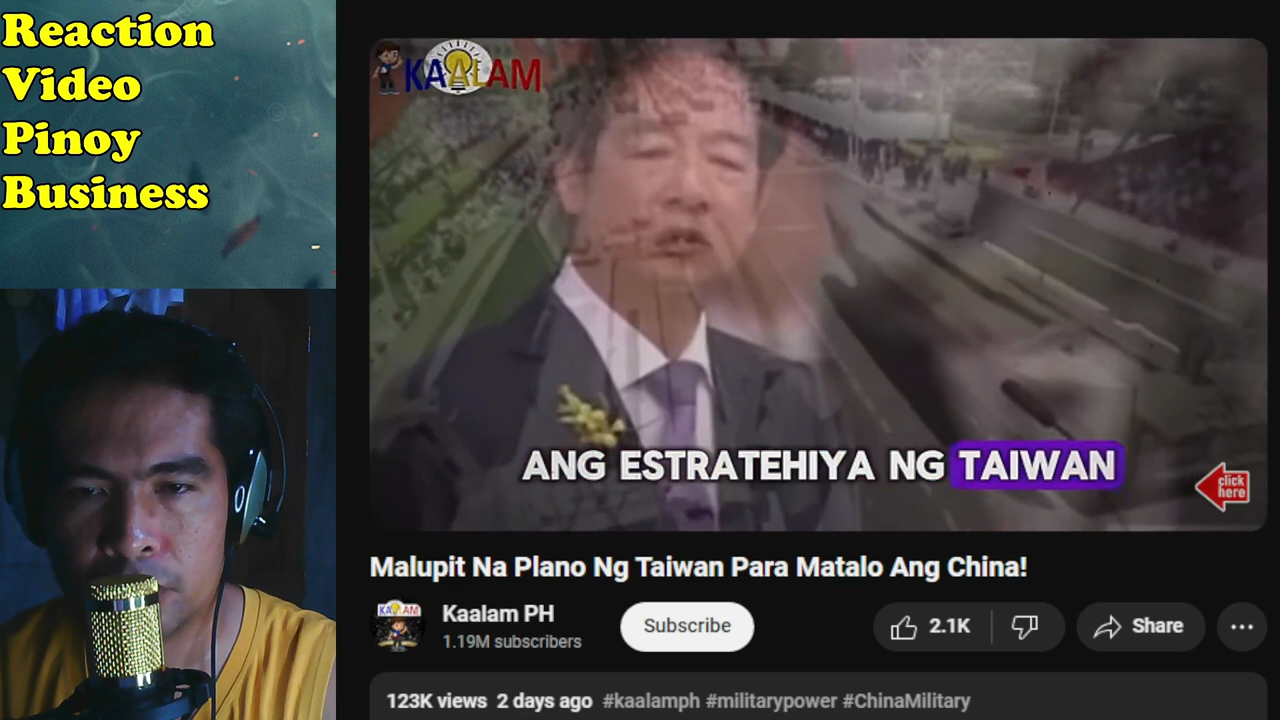 Reaction
Video
Pinoy
Business
KAALAM
ANG ESTRATEHIYA NG TAIWAN
click
here
Malupit Na Plano Ng Taiwan Para Matalo Ang China!
KAALAM
Kaalam PH
1.19M subscribers
Subscribe
2.1K
Share
123K views 2 days ago #kaalamph #militarypower #ChinaMilitary